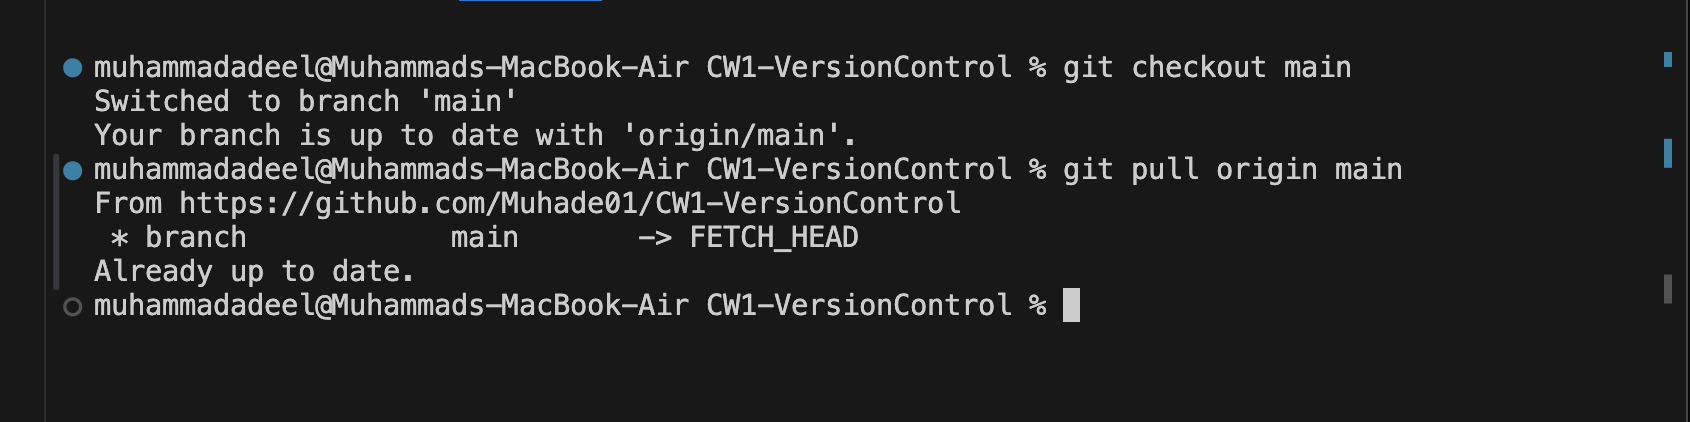 muhammadadeel@Muhammads-MacBook-Air CW1-VersionControl % git checkout main
Switched to branch 'main'
Your branch is up to date with 'origin/main'.
muhammadadeel@Muhammads-MacBook-Air CW1-VersionControl % git pull origin main
From https://github.com/Muhade01/CW1-VersionControl
 * branch            main       -> FETCH_HEAD
Already up to date.
muhammadadeel@Muhammads-MacBook-Air CW1-VersionControl %